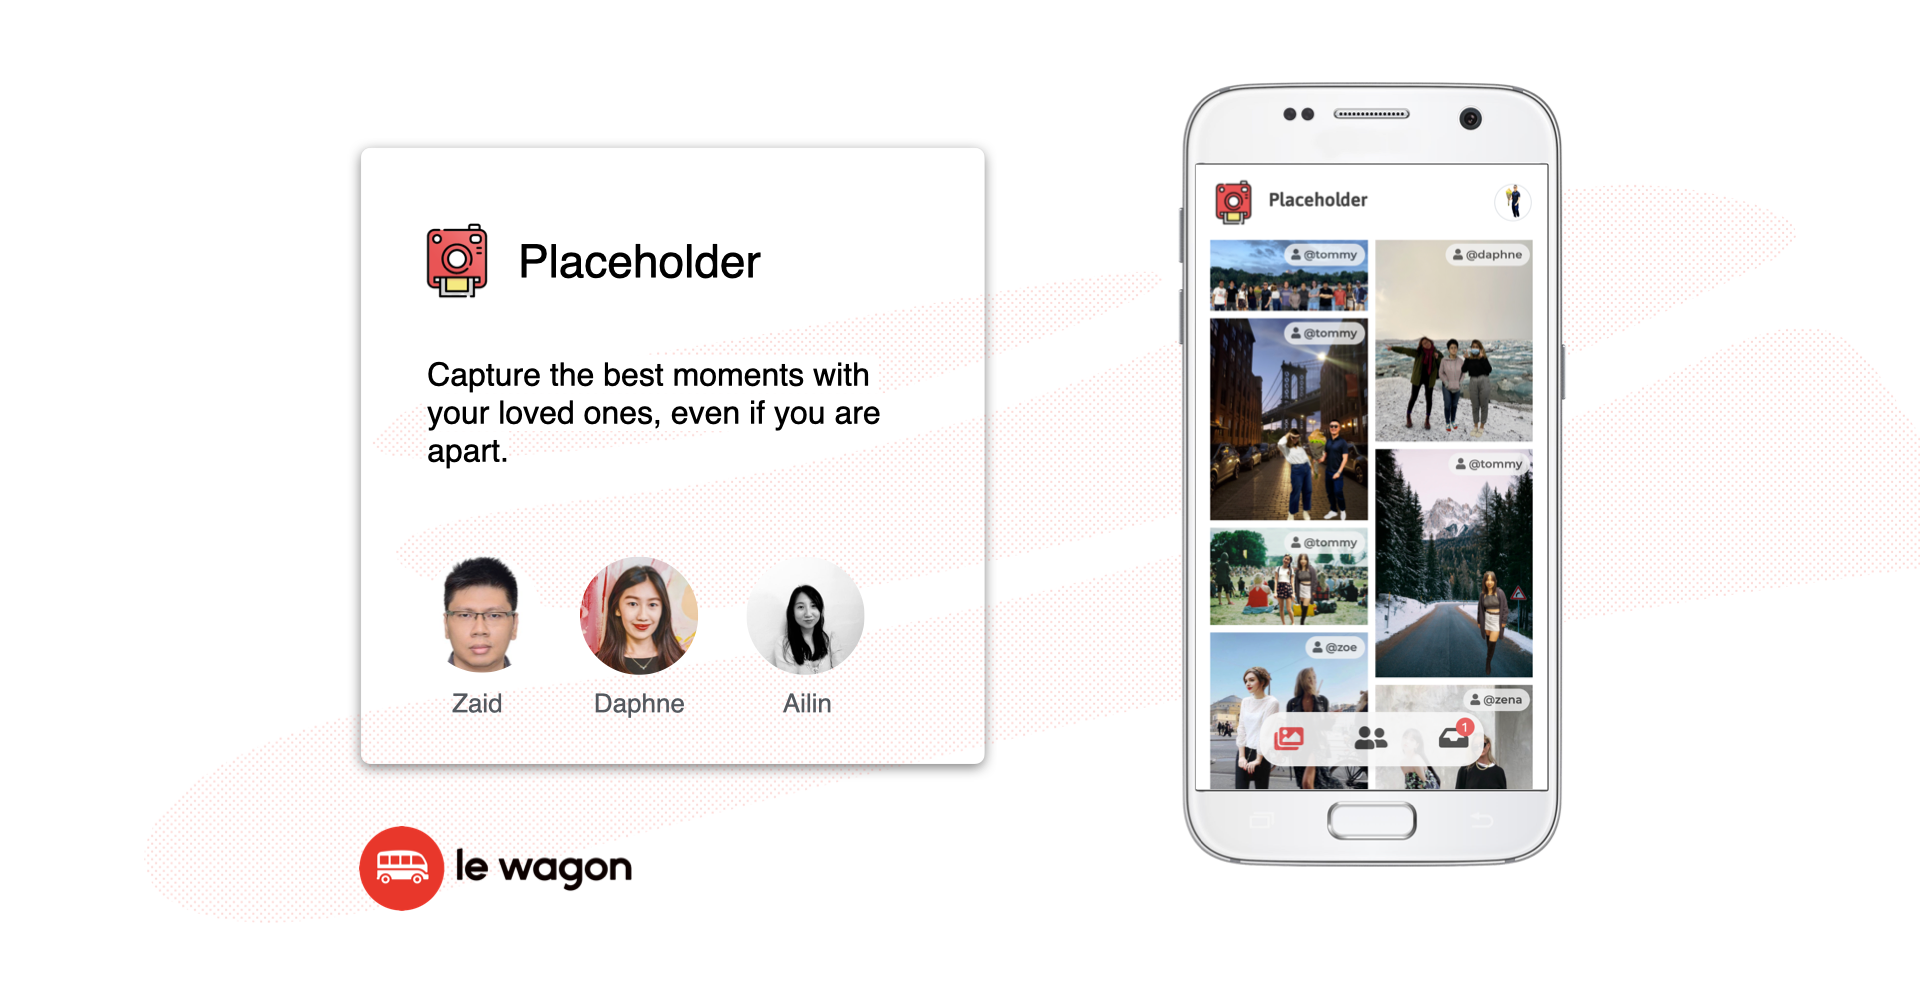 Placeholder
Capture the best moments with
your loved ones, even if you are
apart.
Zaid
Daphne
Ailin
le wagon
Placeholder
@tommy
@daphne
@tommy
@tommy
@tommy
@zoe
@zena
1